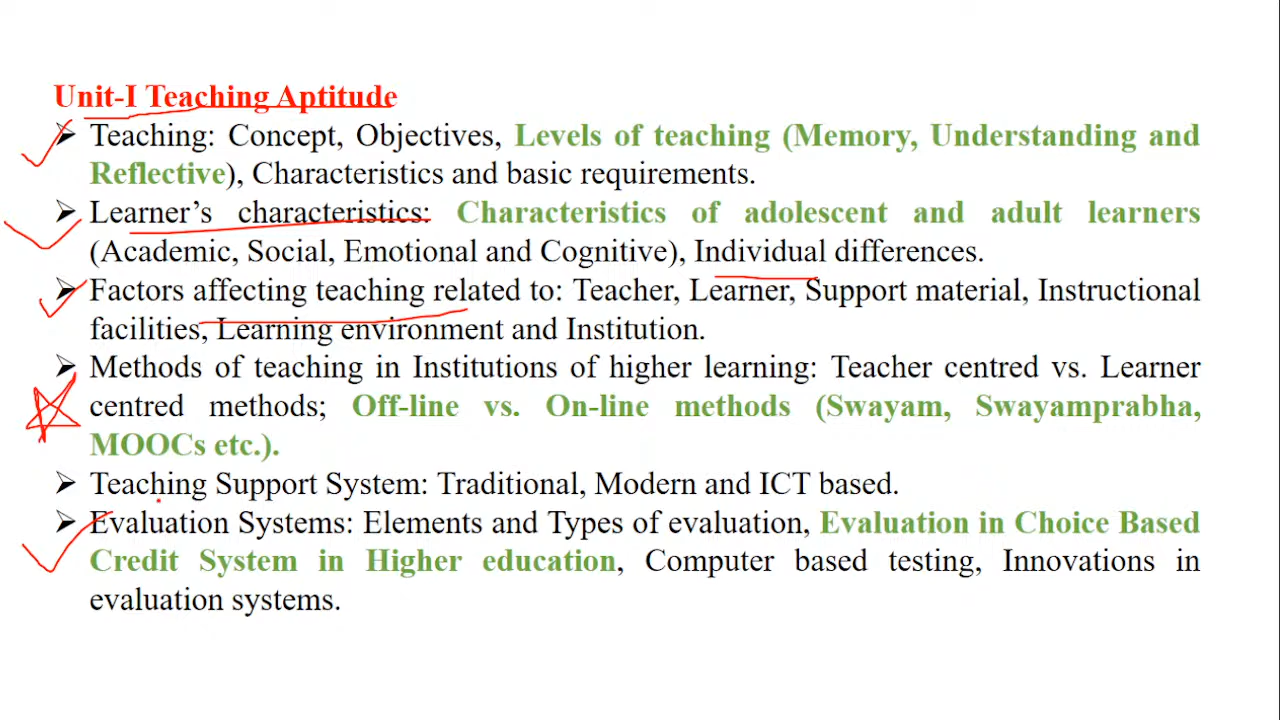 Unit-I Teaching Aptitude
➢ Teaching: Concept, Objectives, Levels of teaching (Memory, Understanding and
Reflective), Characteristics and basic requirements.
➢ Learner’s characteristics: Characteristics of adolescent and adult learners
(Academic, Social, Emotional and Cognitive), Individual differences.
➢ Factors affecting teaching related to: Teacher, Learner, Support material, Instructional
facilities, Learning environment and Institution.
➢ Methods of teaching in Institutions of higher learning: Teacher centred vs. Learner
centred methods; Off-line vs. On-line methods (Swayam, Swayamprabha,
MOOCs etc.).
➢ Teaching Support System: Traditional, Modern and ICT based.
➢ Evaluation Systems: Elements and Types of evaluation, Evaluation in Choice Based
Credit System in Higher education, Computer based testing, Innovations in
evaluation systems.